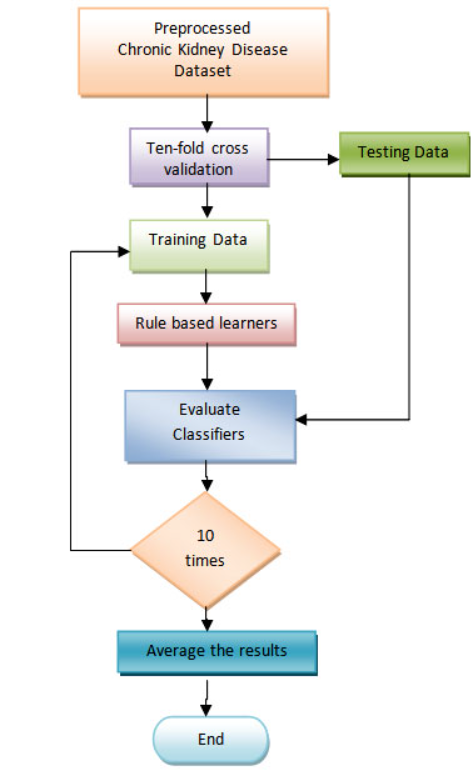 Preprocessed
Chronic Kidney Disease
Dataset
Ten-fold cross
validation
Testing Data
Training Data
Rule based learners
Evaluate
Classifiers
10
times
Average the results
End